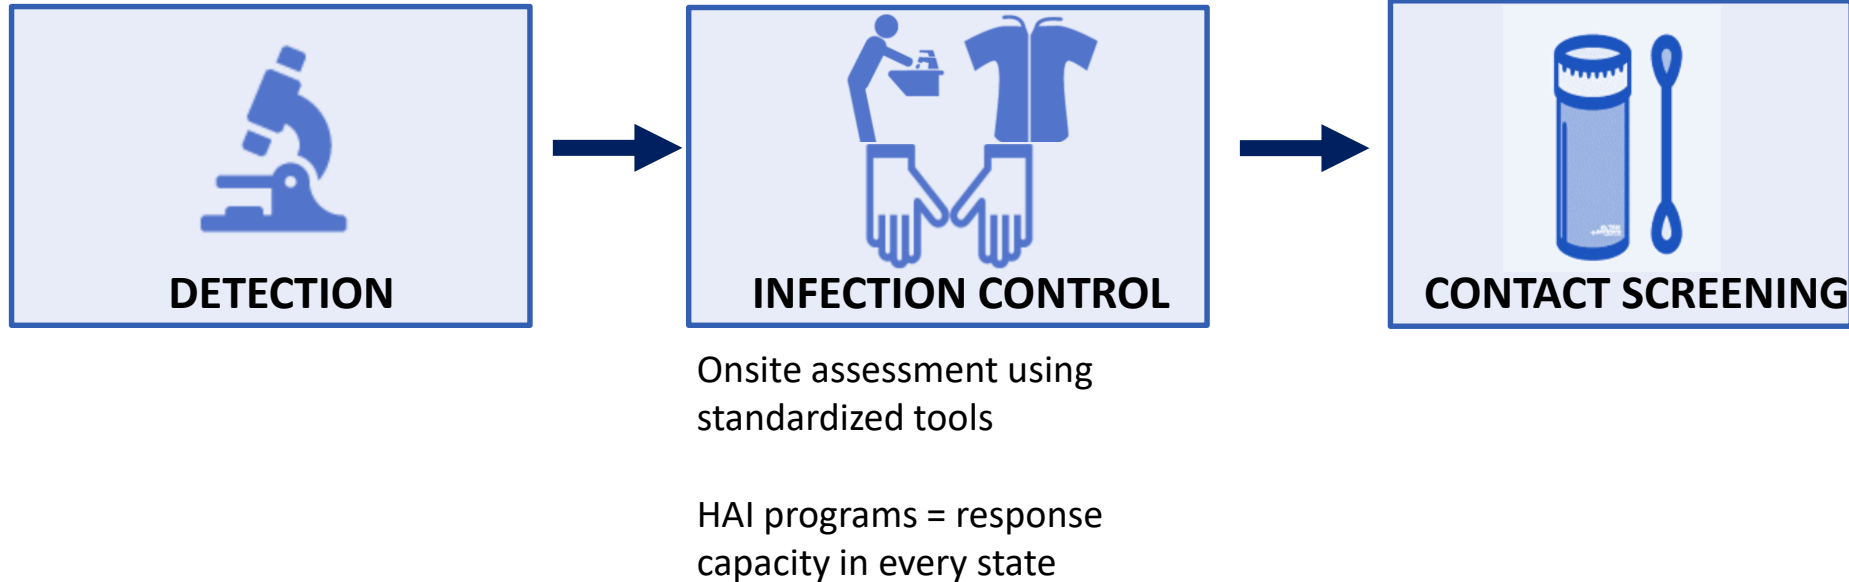 DETECTION
INFECTION CONTROL
CONTACT SCREENING
Onsite assessment using
standardized tools
HAI programs = response
capacity in every state